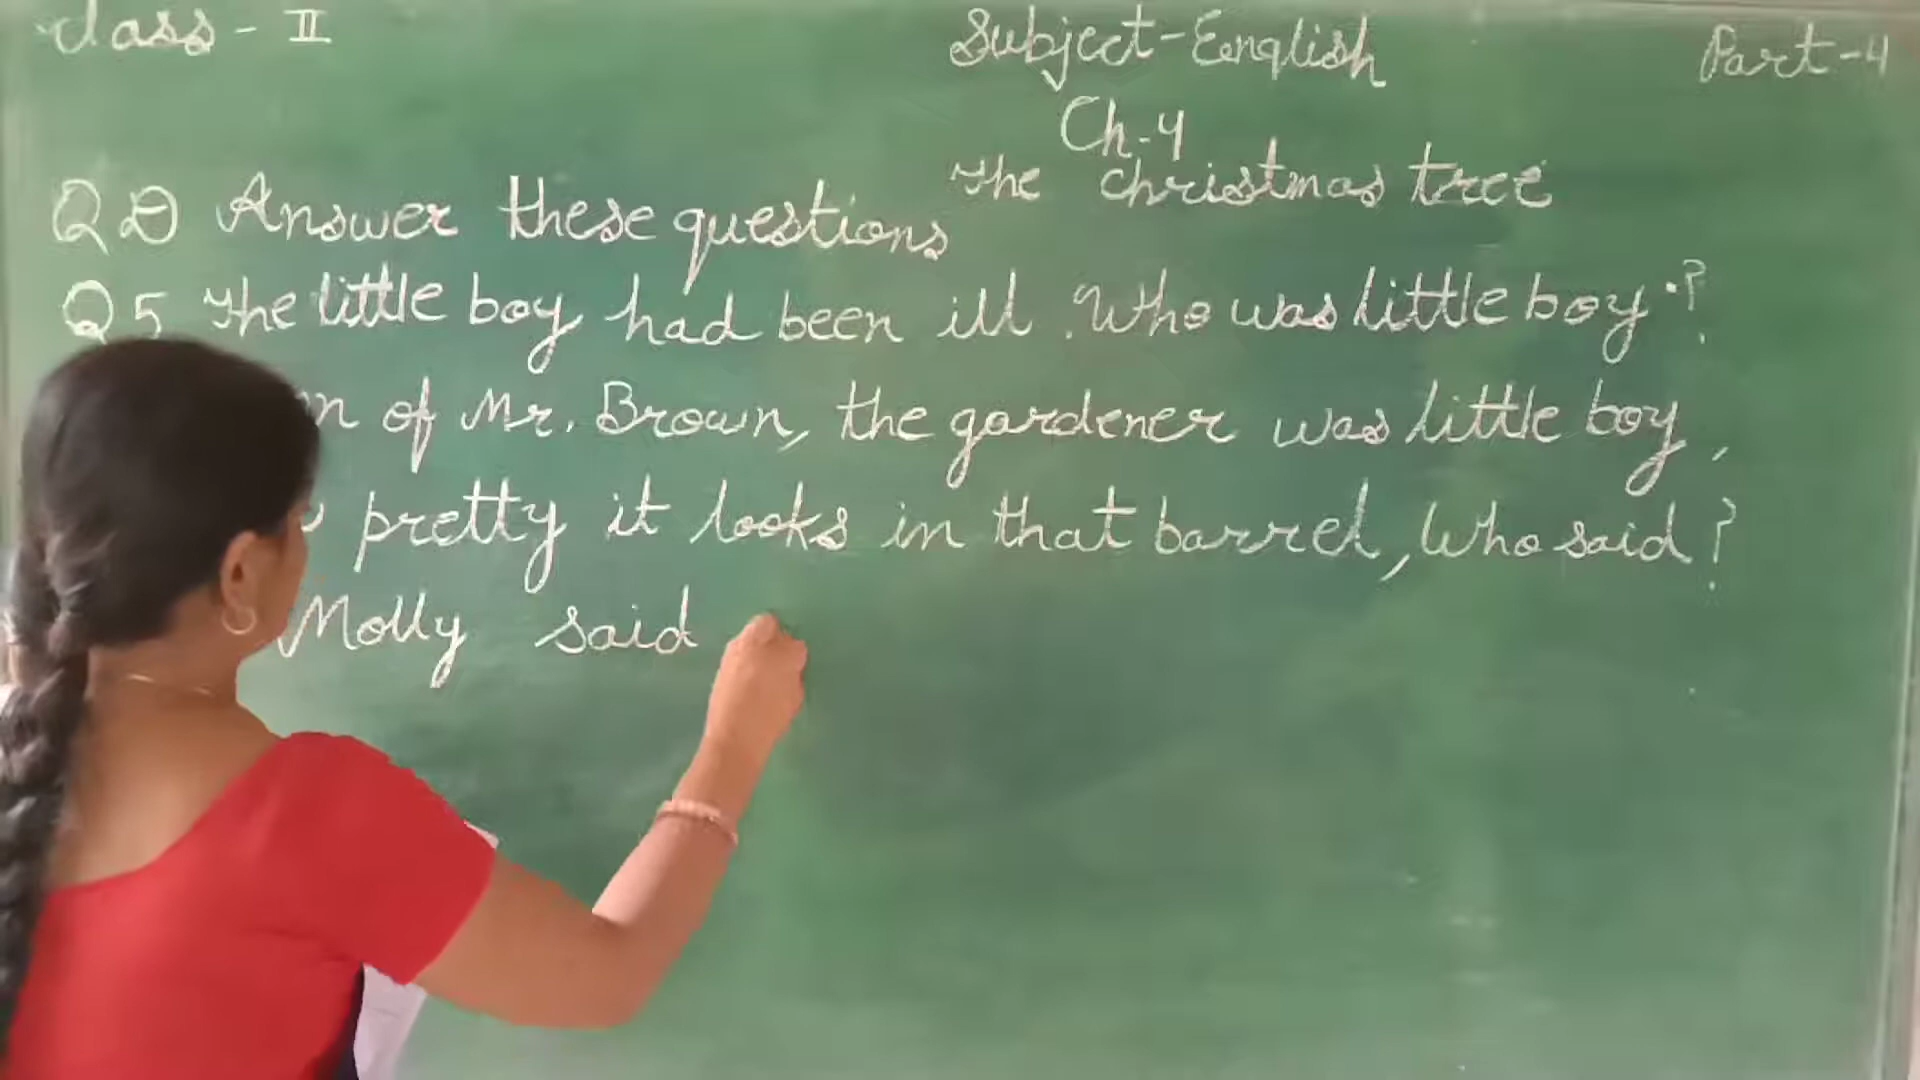 Class - II
Subject-English
Part-4
Ch-4
The christmas tree
Q D Answer these questions
Q 5 The little boy had been ill. Who was little boy ?
of Mr. Brown, the gardener was little boy,
pretty it looks in that barrel, Who said?
Molly said